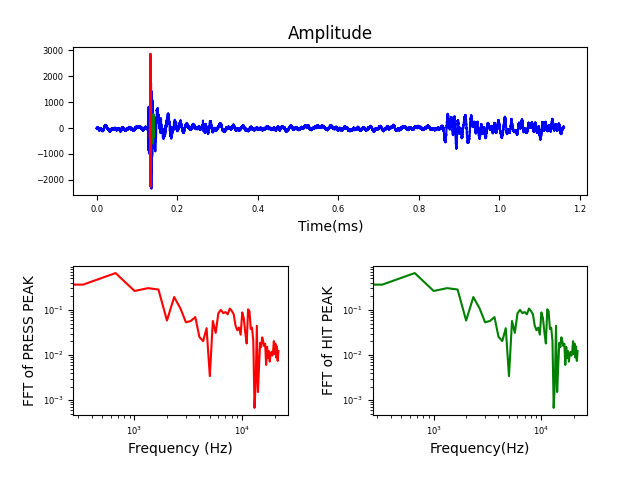 Amplitude
3000
2000
1000
0
−1000
−2000
0.0 0.2 0.4 0.6 0.8 1.0 1.2
Time(ms)
FFT of PRESS PEAK
10⁻¹
10⁻²
10⁻³
10³ 10⁴
Frequency (Hz)
FFT of HIT PEAK
10⁻¹
10⁻²
10⁻³
10³ 10⁴
Frequency(Hz)